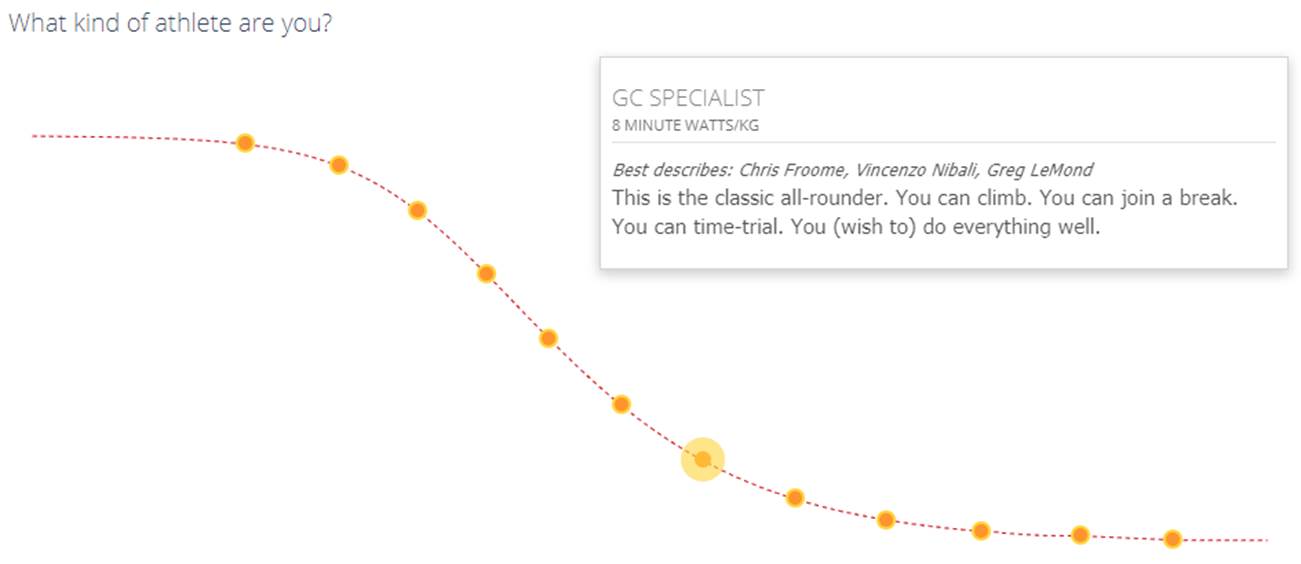 What kind of athlete are you?
GC SPECIALIST
8 MINUTE WATTS/KG
Best describes: Chris Froome, Vincenzo Nibali, Greg LeMond
This is the classic all-rounder. You can climb. You can join a break.
You can time-trial. You (wish to) do everything well.